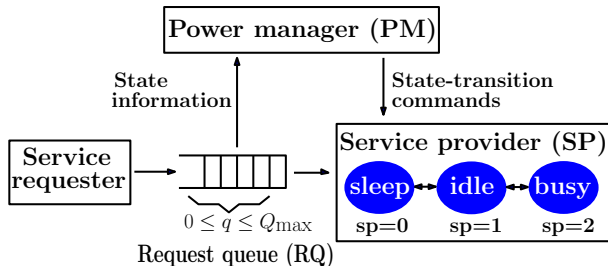 Power manager (PM)
State
information
State-transition
commands
Service
requester
Service provider (SP)
sleep idle busy
sp=0 sp=1 sp=2
0 ≤ q ≤ Qmax
Request queue (RQ)